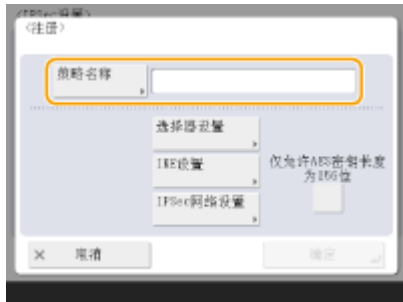 <IPSec设置>
<注册>
策略名称
选择器设置
IKE设置
仅允许AES密钥长度
为256位
IPSec网络设置
× 取消
确定